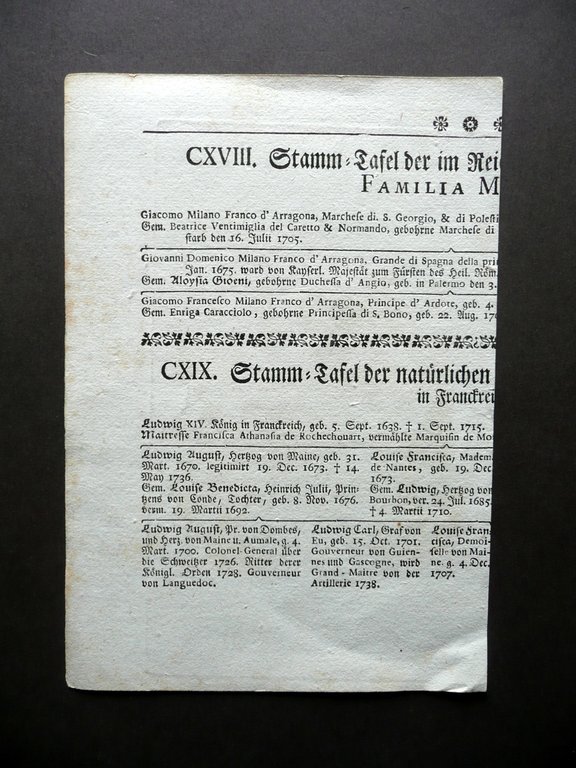 CXVIII. Stamm-Tafel der im Rei
FAMILIA M
Giacomo Milano Franco d' Arragona, Marchese di. S. Georgio, & di Polesti
Gem. Beatrice Ventimiglia del Caretto & Normando, gebohrne Marchese di
starb den 16. Julii 1705.
Giovanni Domenico Milano Franco d' Arragona, Grande di Spagna della pri
Jan. 1675. ward von Kayserl. Majestät zum Fürsten des Heil. Röm.
Gem. Aloysia Gioeni, gebohrne Duchessa d' Angio, geb. in Palermo den 3.
Giacomo Francesco Milano Franco d' Arragona, Principe d' Ardore, geb. 4.
Gem. Enriga Caracciolo, gebohrne Principessa di S. Bono, geb. 22. Aug. 170
CXIX. Stamm-Tafel der natürlichen
in Franckrei
Ludwig XIV. König in Franckreich, geb. 5. Sept. 1638. † 1. Sept. 1715.
Maitresse Francisca Athanasia de Rochechouart, vermählte Marquisin de Mo
Ludwig August, Hertzog von Maine, geb. 31.
Mart. 1670. legitimirt 19. Dec. 1673. † 14.
May 1736.
Gem. Louise Benedicta, Heinrich Julii, Prin-
tzens von Conde, Tochter, geb. 8. Nov. 1676.
verm. 19. Martii 1692.
Louise Francisca, Madem
de Nantes, geb. 19. Dec
1673.
Gem. Ludwig, Hertzog von
Bourbon, ver. 24. Jul. 1685.
† 4. Martii 1710.
Ludwig August, Pr. von Dombes,
und Herz. von Maine u. Aumale, g. 4.
Mart. 1700. Colonel-General über
die Schweitzer 1726. Ritter derer
Königl. Orden 1728. Gouverneur
von Languedoc.
Ludwig Carl, Graf von
Eu, geb. 15. Oct. 1701.
Gouverneur von Guien-
nes und Gascogne, wird
Grand-Maitre von der
Artillerie 1738.
Louise Fran
cisca, Demoi-
selle von Mai-
ne. g. 4. Dec.
1707.